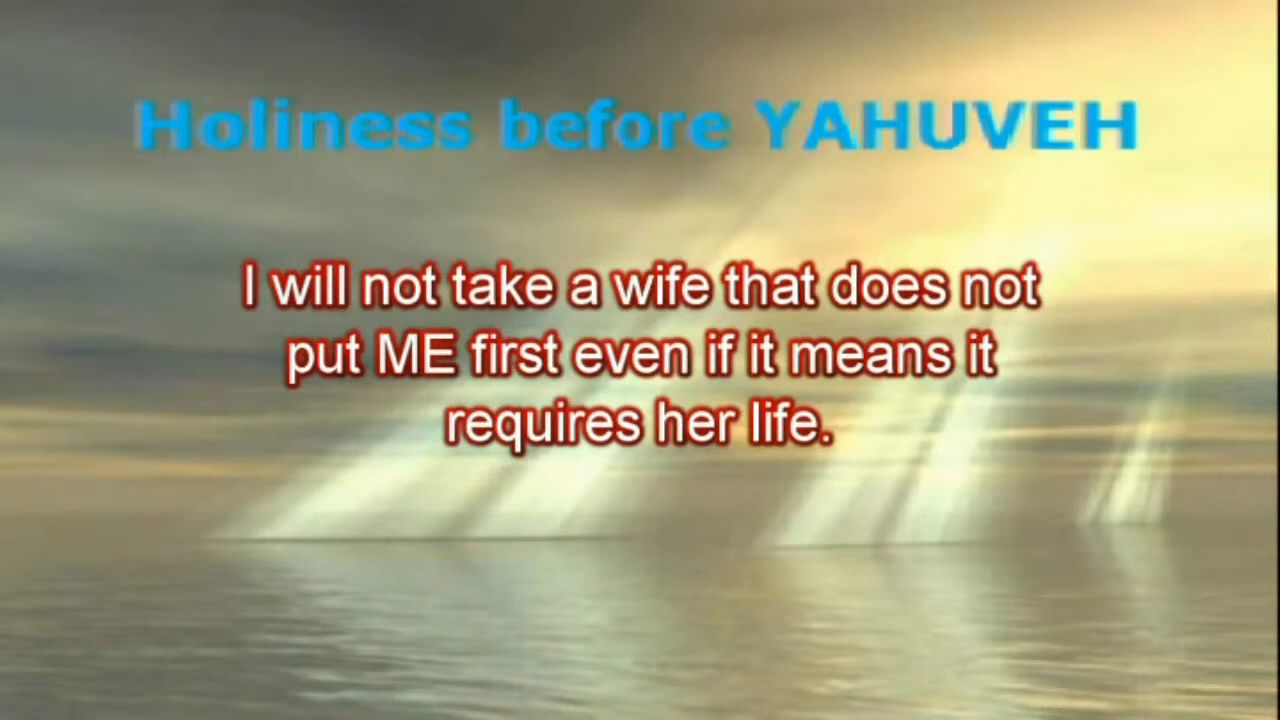 Holiness before YAHUVEH
I will not take a wife that does not
put ME first even if it means it
requires her life.